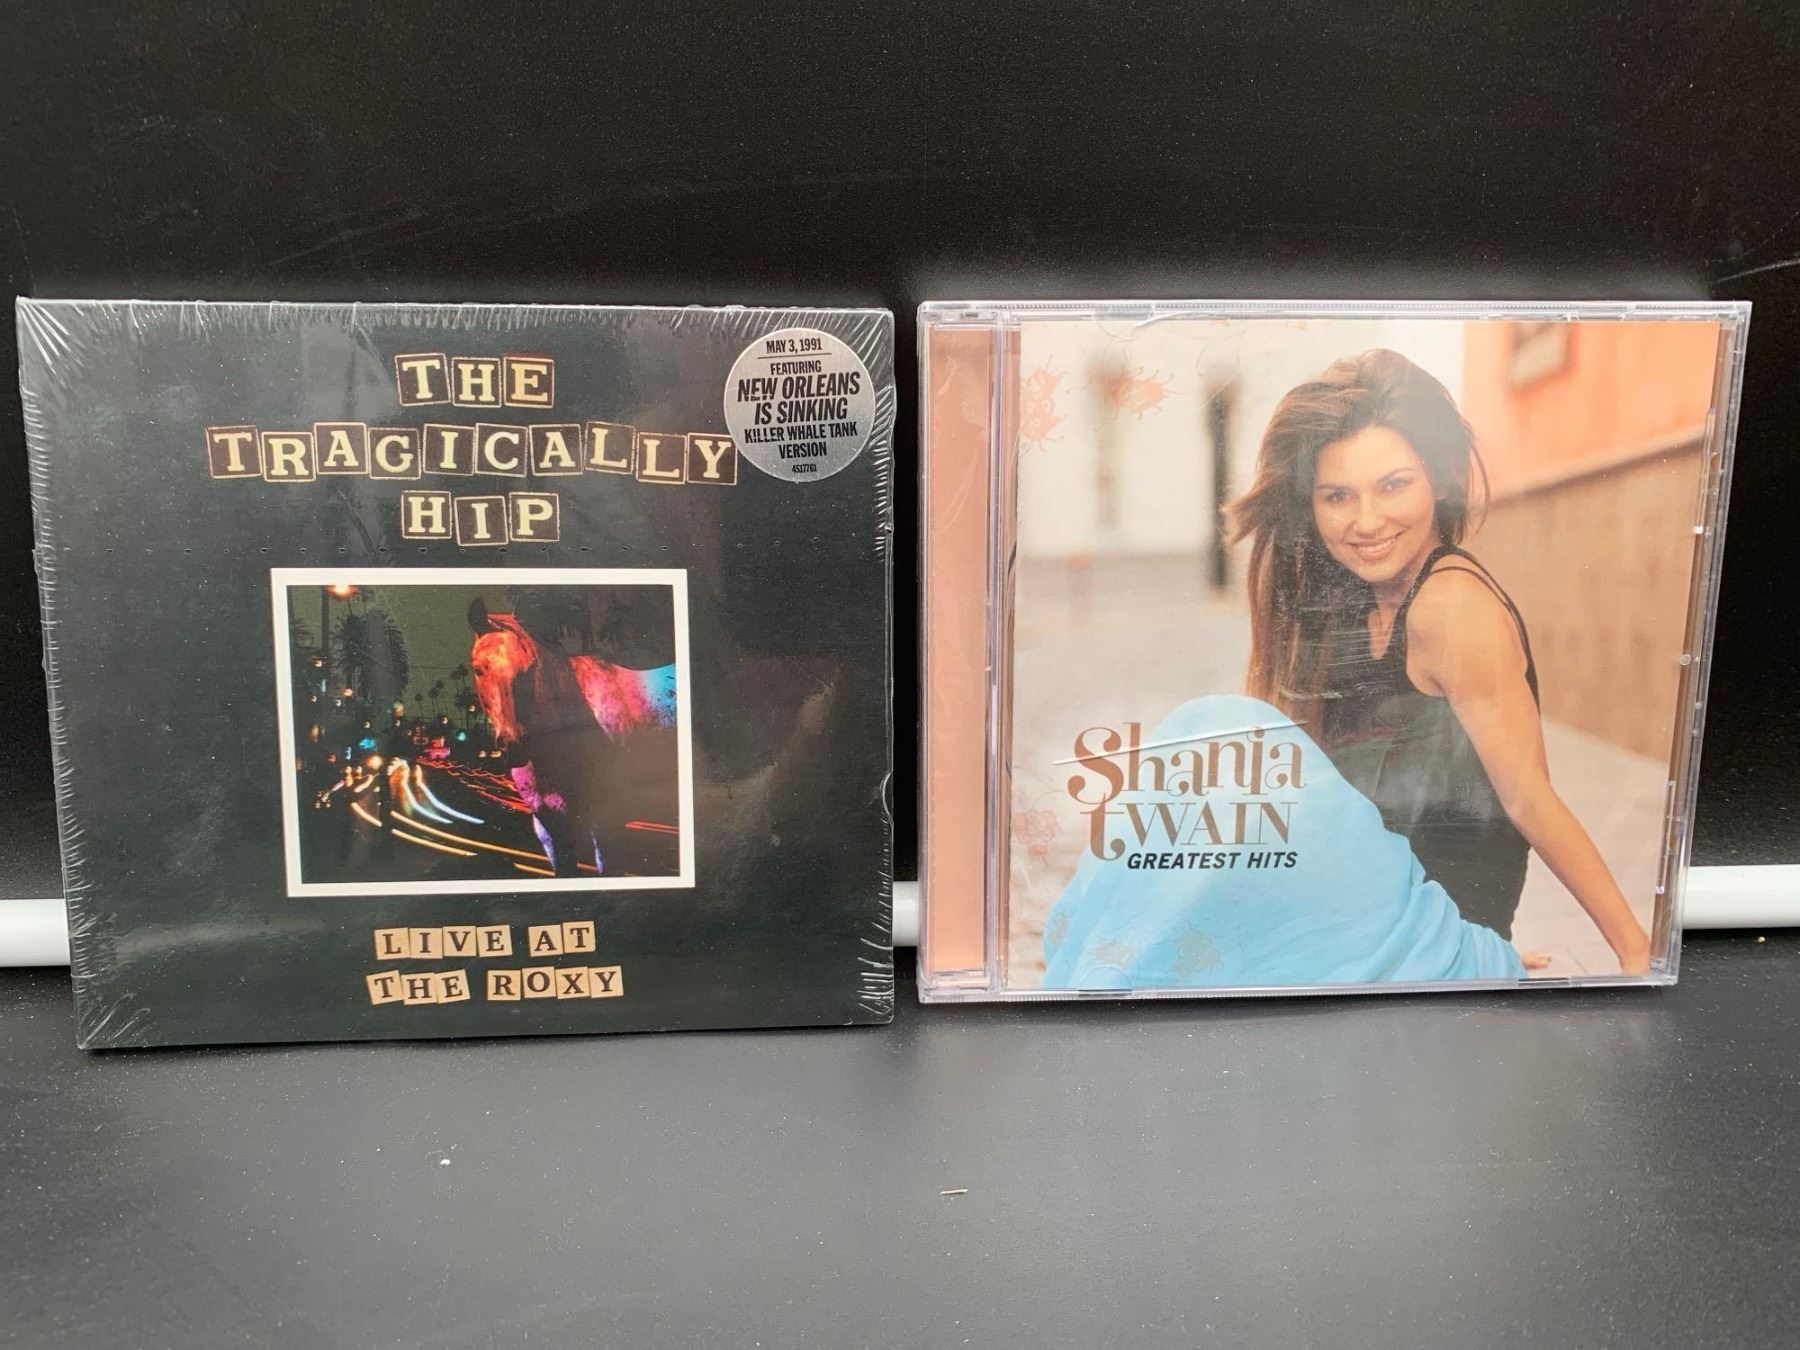 THE
TRAGICALLY
HIP
MAY 3, 1991
FEATURING
NEW ORLEANS
IS SINKING
KILLER WHALE TANK
VERSION
4517761
LIVE AT
THE ROXY
Shania
tWAIN
GREATEST HITS